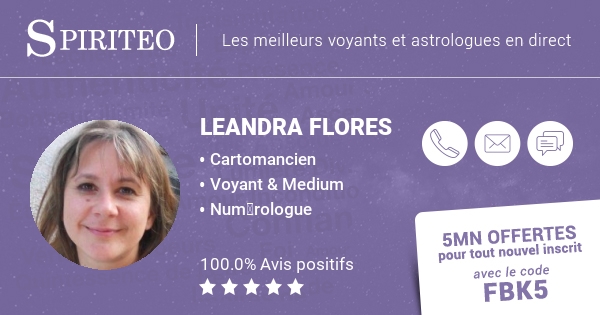 SPIRITEO
Les meilleurs voyants et astrologues en direct
LEANDRA FLORES
• Cartomancien
• Voyant & Medium
• Num▯rologue
100.0% Avis positifs
5MN OFFERTES
pour tout nouvel inscrit
avec le code
FBK5